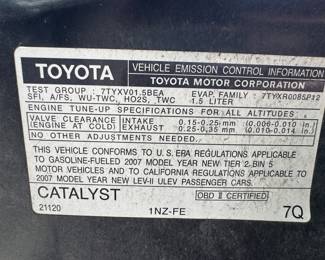 TOYOTA
VEHICLE EMISSION CONTROL INFORMATION
TOYOTA MOTOR CORPORATION
TEST GROUP : 7TYXV01.5BEA EVAP. FAMILY : 7TYXR0085P12
SFI, A/FS, WU-TWC, HO2S, TWC 1.5 LITER
ENGINE TUNE-UP SPECIFICATIONS FOR ALL ALTITUDES.
VALVE CLEARANCE INTAKE 0.15-0.25 mm (0.006-0.010 in)
(ENGINE AT COLD) EXHAUST 0.25-0.35 mm (0.010-0.014 in)
NO OTHER ADJUSTMENTS NEEDED.
THIS VEHICLE CONFORMS TO U.S ERA REGULATIONS APPLICABLE
TO GASOLINE-FUELED 2007 MODEL YEAR NEW TIER 2 BIN 5
MOTOR VEHICLES AND TO CALIFORNIA REGULATIONS APPLICABLE TO
2007 MODEL YEAR NEW LEV-II ULEV PASSENGER CARS.
CATALYST OBD II CERTIFIED
21120 1NZ-FE 7Q